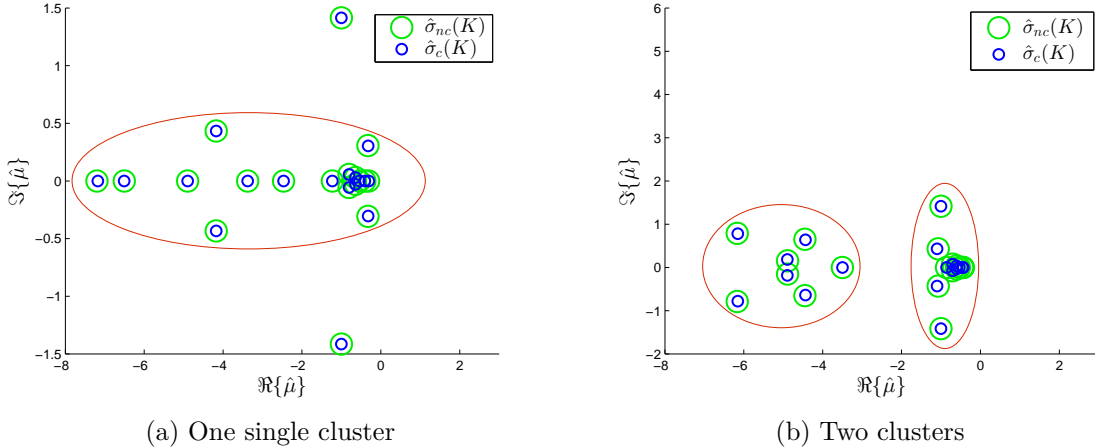 1.5
1
0.5
0
-0.5
-1
-1.5
-8
-6
-4
-2
0
2
ℑ{μ̂}
ℜ{μ̂}
σ̂nc(K)
σ̂c(K)
(a) One single cluster
6
5
4
3
2
1
0
-1
-2
-8
-6
-4
-2
0
2
ℑ{μ̂}
ℜ{μ̂}
σ̂nc(K)
σ̂c(K)
(b) Two clusters